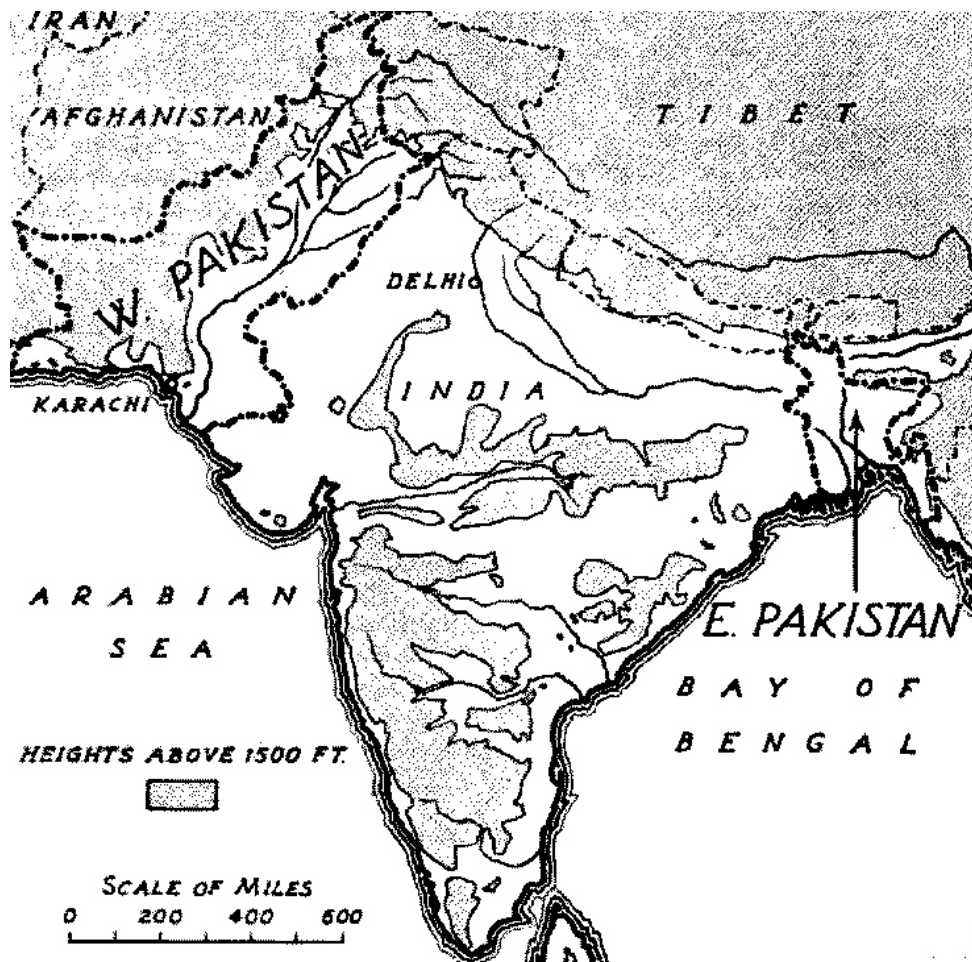 IRAN
AFGHANISTAN
TIBET
W. PAKISTAN
DELHI
INDIA
KARACHI
ARABIAN
SEA
E. PAKISTAN
BAY OF
BENGAL
HEIGHTS ABOVE 1500 FT.
SCALE OF MILES
0 200 400 600